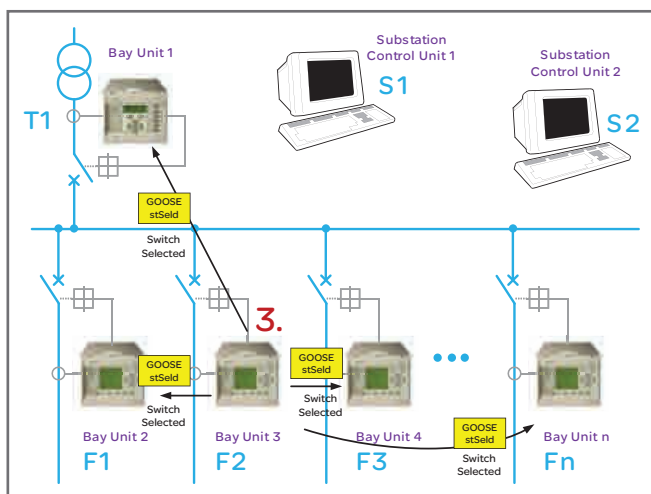 Bay Unit 1
Substation
Control Unit 1
S1
Substation
Control Unit 2
S2
T1
GOOSE
stSeld
Switch
Selected
3.
GOOSE
stSeld
Switch
Selected
GOOSE
stSeld
Switch
Selected
GOOSE
stSeld
Switch
Selected
Bay Unit 2
Bay Unit 3
Bay Unit 4
Bay Unit n
F1
F2
F3
Fn